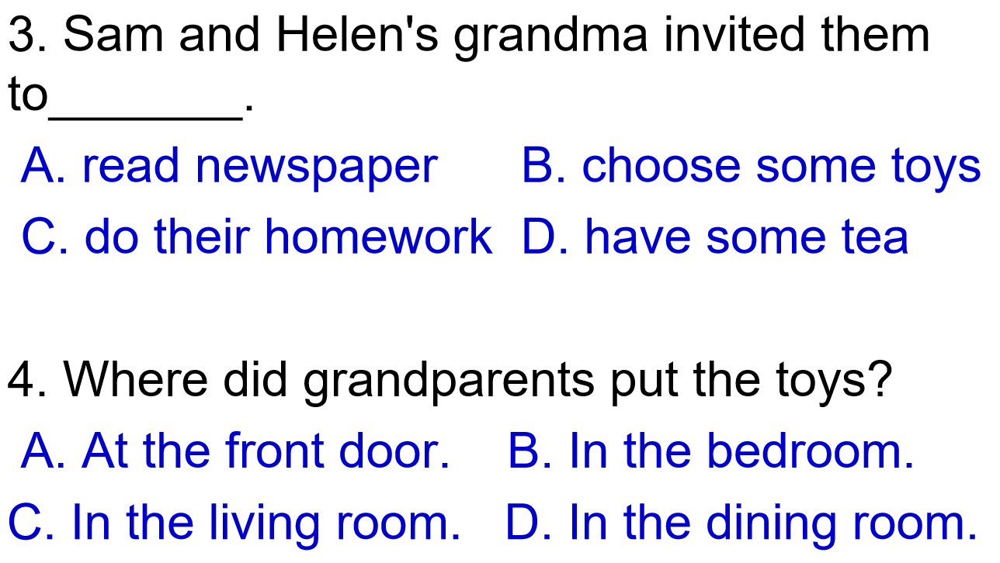 3. Sam and Helen's grandma invited them
to________.
A. read newspaper B. choose some toys
C. do their homework D. have some tea
4. Where did grandparents put the toys?
A. At the front door. B. In the bedroom.
C. In the living room. D. In the dining room.